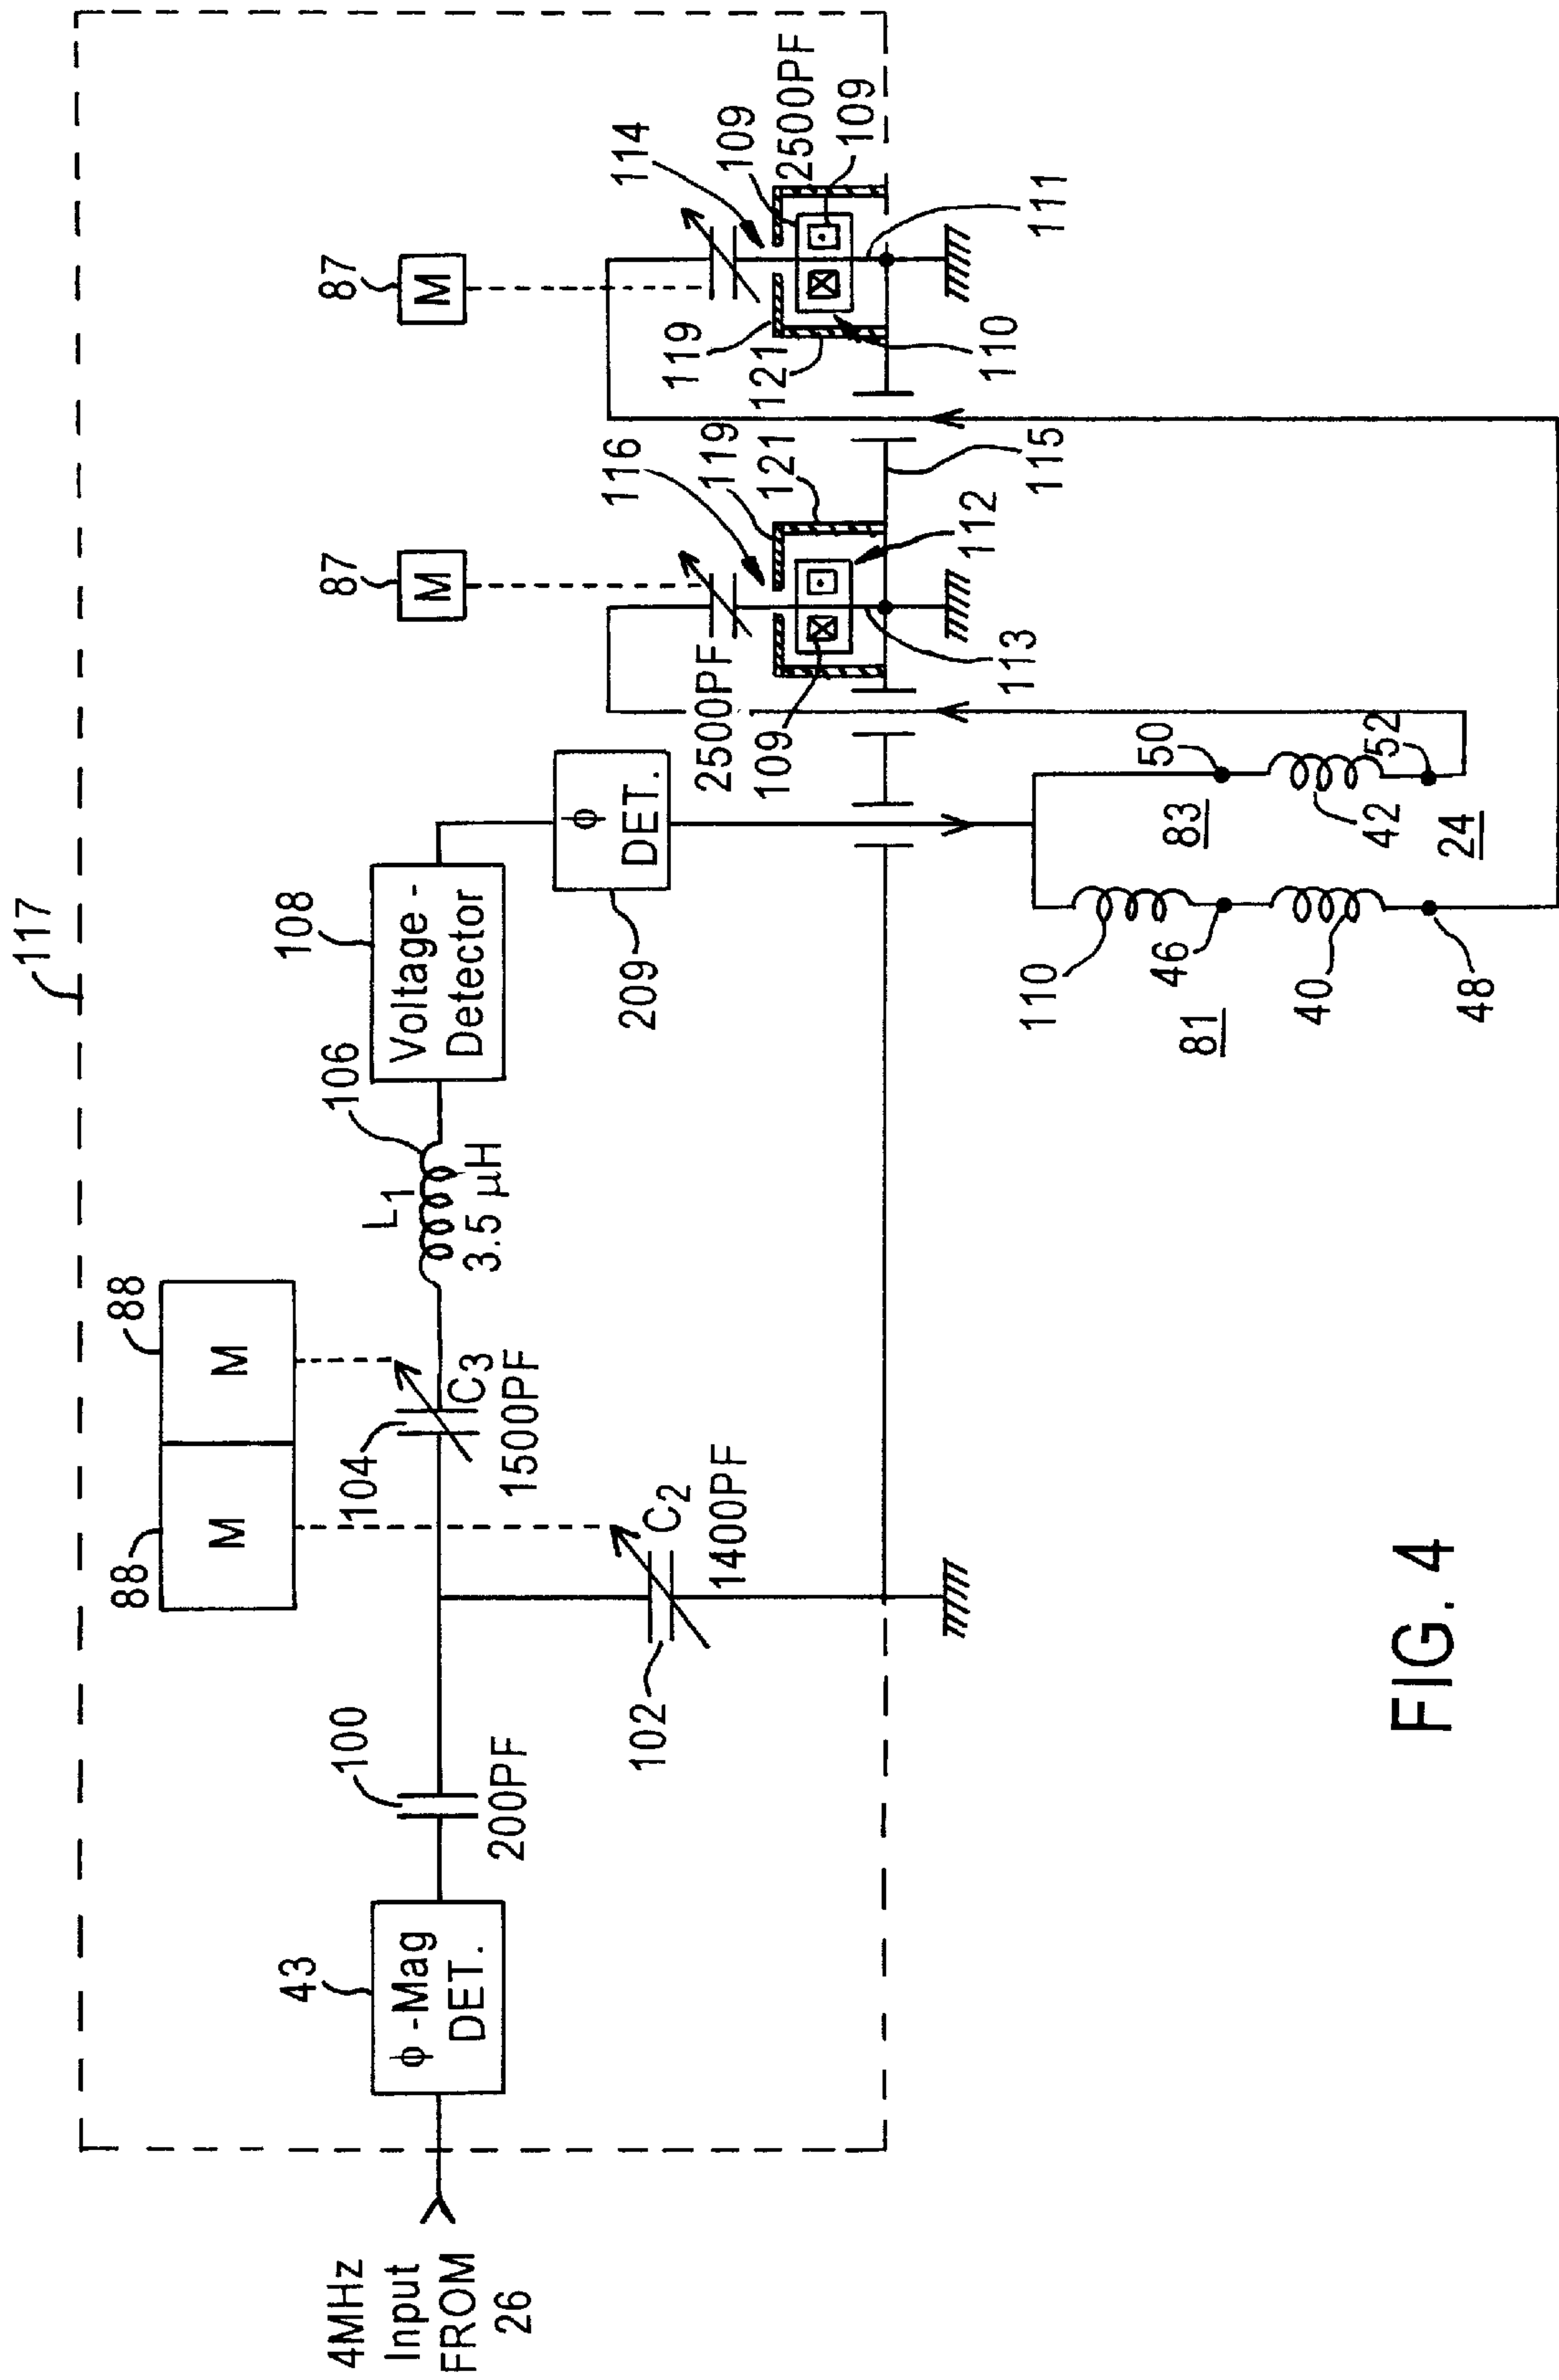 117
88
88
M
M
87
87
M
M
43
ϕ -Mag
DET.
100
200PF
104
C3
1500PF
L1
106
3.5 μH
108
Voltage -
Detector
ϕ
DET.
209
102
C2
1400PF
4MHz
Input
FROM
26
116
119
121
2500PF
109
113
112
115
114
109
2500PF
109
119
121
110
111
110
46
81
40
48
50
83
42
52
24
FIG. 4